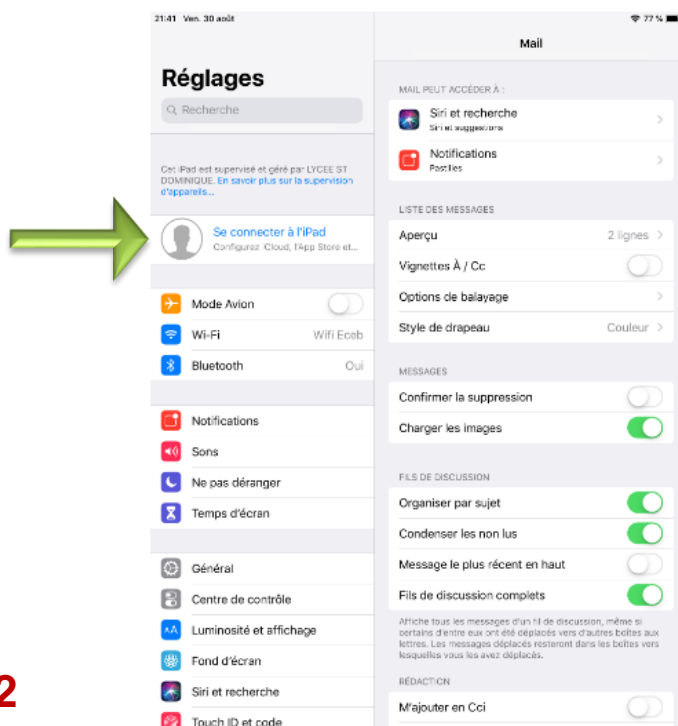 21:41 Ven. 30 août
77 %
Réglages
Recherche
Cet iPad est supervisé et géré par LYCEE ST
DOMINIQUE. En savoir plus sur la supervision
d'appareils...
Se connecter à l'iPad
Configurez iCloud, l'App Store et...
Mode Avion
Wi-Fi Wifi Eceb
Bluetooth Oui
Notifications
Sons
Ne pas déranger
Temps d'écran
Général
Centre de contrôle
AA Luminosité et affichage
Fond d'écran
Siri et recherche
Touch ID et code
2
Mail
MAIL PEUT ACCÉDER À :
Siri et recherche
Siri et suggestions
Notifications
Pastilles
LISTE DES MESSAGES
Aperçu 2 lignes
Vignettes À / Cc
Options de balayage
Style de drapeau Couleur
MESSAGES
Confirmer la suppression
Charger les images
FILS DE DISCUSSION
Organiser par sujet
Condenser les non lus
Message le plus récent en haut
Fils de discussion complets
Affiche tous les messages d'un fil de discussion, même si
certains d'entre eux ont été déplacés vers d'autres boîtes aux
lettres. Les messages déplacés resteront dans les boîtes vers
lesquelles vous les avez déplacés.
RÉDACTION
M'ajouter en Cci